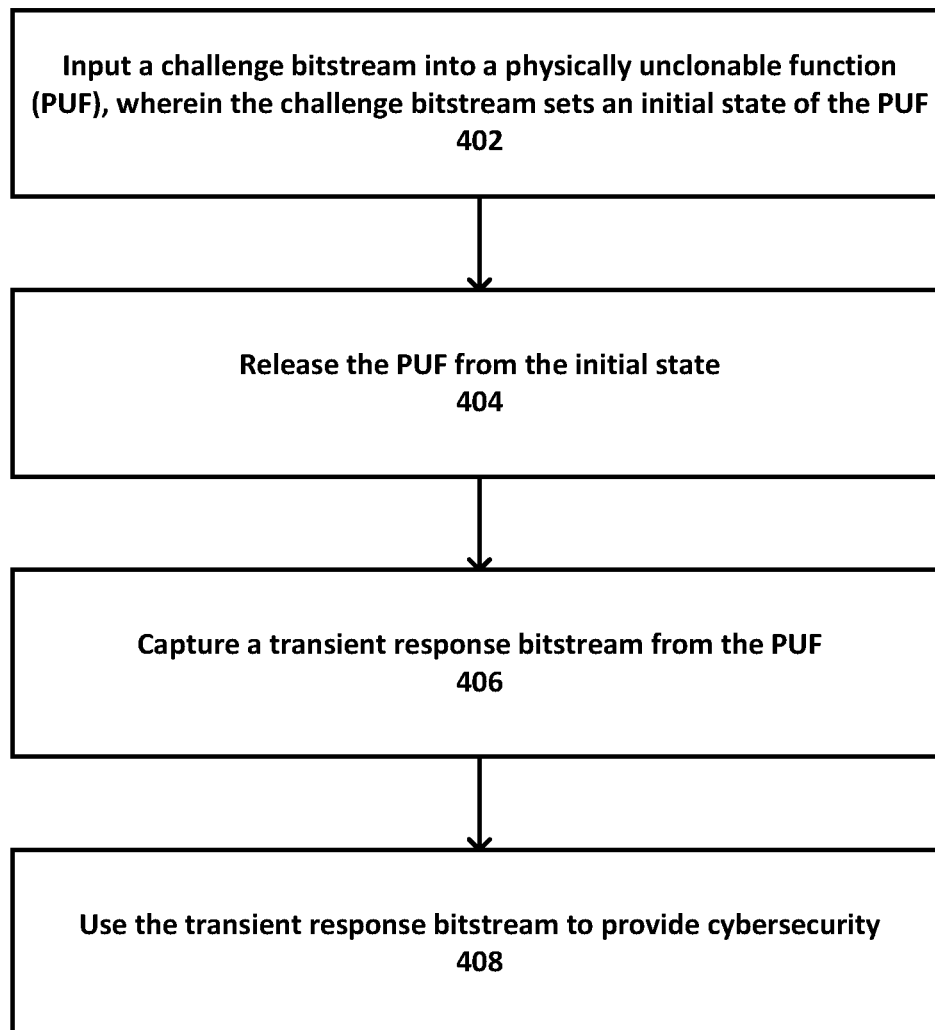 Input a challenge bitstream into a physically unclonable function
(PUF), wherein the challenge bitstream sets an initial state of the PUF
402
Release the PUF from the initial state
404
Capture a transient response bitstream from the PUF
406
Use the transient response bitstream to provide cybersecurity
408